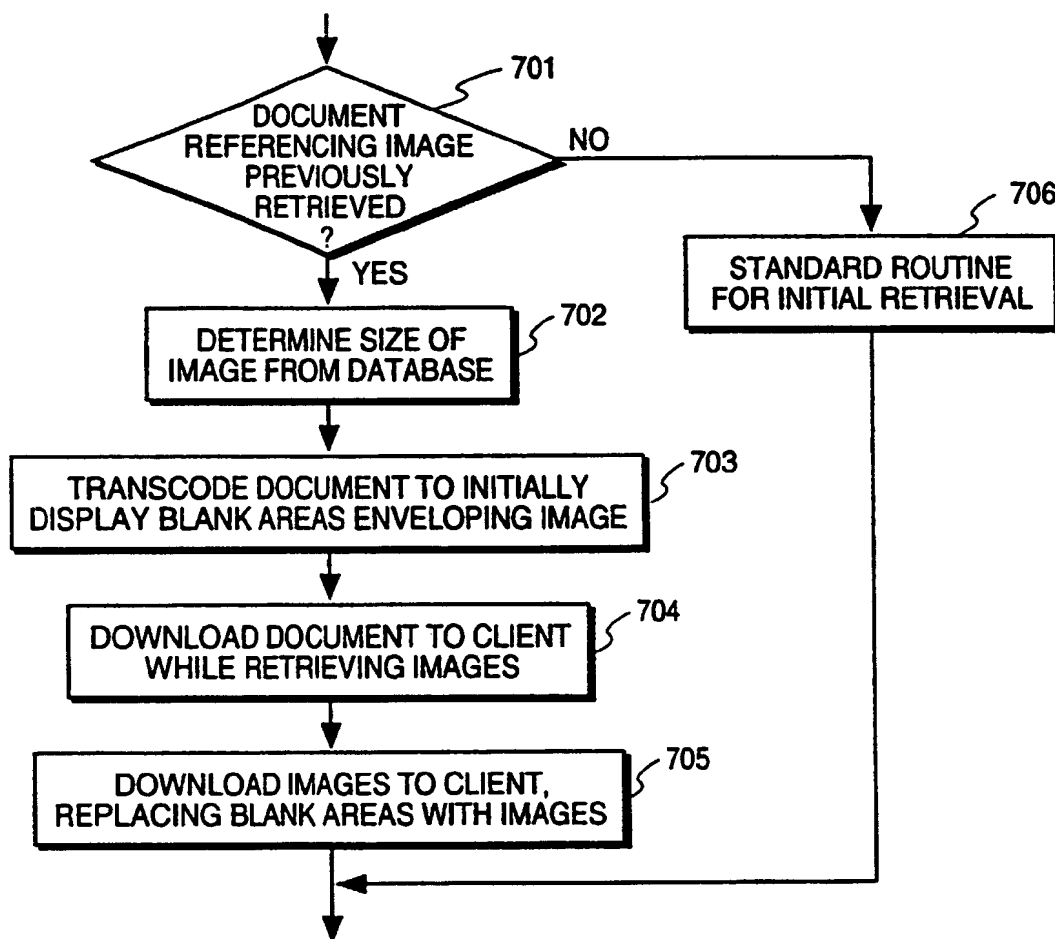 701
DOCUMENT
REFERENCING IMAGE
PREVIOUSLY
RETRIEVED
?
NO
YES
706
STANDARD ROUTINE
FOR INITIAL RETRIEVAL
702
DETERMINE SIZE OF
IMAGE FROM DATABASE
703
TRANSCODE DOCUMENT TO INITIALLY
DISPLAY BLANK AREAS ENVELOPING IMAGE
704
DOWNLOAD DOCUMENT TO CLIENT
WHILE RETRIEVING IMAGES
705
DOWNLOAD IMAGES TO CLIENT,
REPLACING BLANK AREAS WITH IMAGES